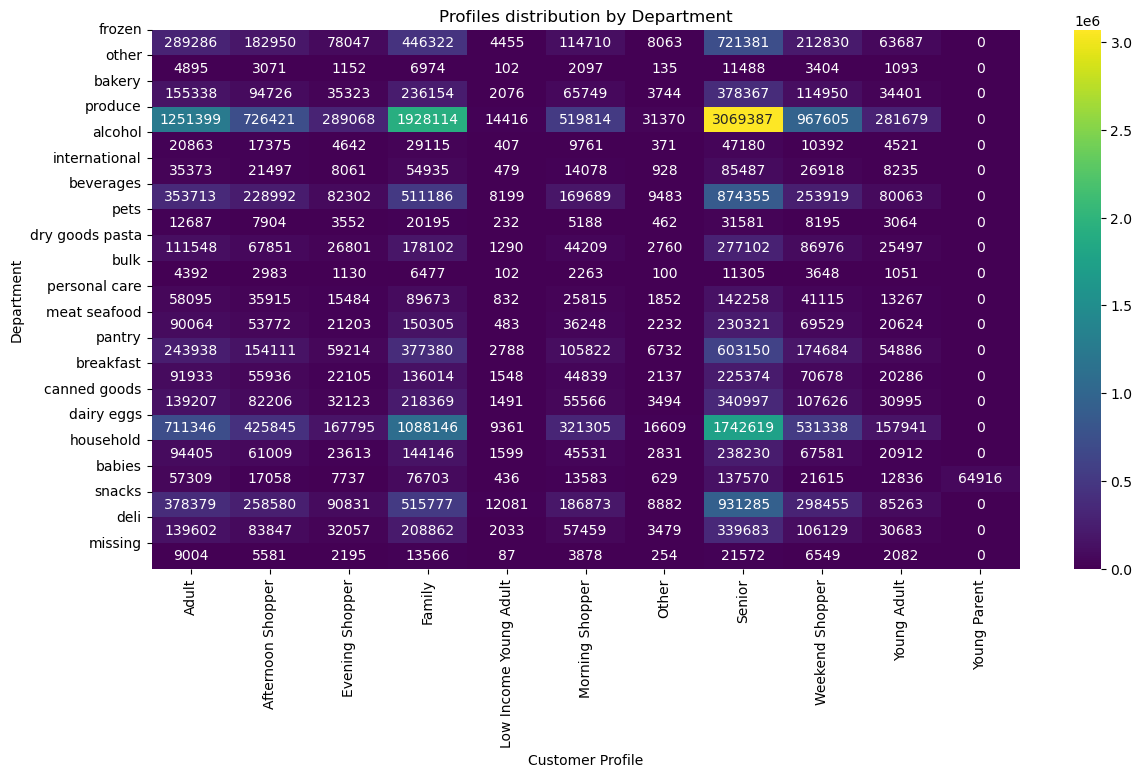 Profiles distribution by Department
1e6
frozen 289286 182950 78047 446322 4455 114710 8063 721381 212830 63687 0
other 4895 3071 1152 6974 102 2097 135 11488 3404 1093 0
bakery 155338 94726 35323 236154 2076 65749 3744 378367 114950 34401 0
produce 1251399 726421 289068 1928114 14416 519814 31370 3069387 967605 281679 0
alcohol 20863 17375 4642 29115 407 9761 371 47180 10392 4521 0
international 35373 21497 8061 54935 479 14078 928 85487 26918 8235 0
beverages 353713 228992 82302 511186 8199 169689 9483 874355 253919 80063 0
pets 12687 7904 3552 20195 232 5188 462 31581 8195 3064 0
dry goods pasta 111548 67851 26801 178102 1290 44209 2760 277102 86976 25497 0
bulk 4392 2983 1130 6477 102 2263 100 11305 3648 1051 0
personal care 58095 35915 15484 89673 832 25815 1852 142258 41115 13267 0
meat seafood 90064 53772 21203 150305 483 36248 2232 230321 69529 20624 0
pantry 243938 154111 59214 377380 2788 105822 6732 603150 174684 54886 0
breakfast 91933 55936 22105 136014 1548 44839 2137 225374 70678 20286 0
canned goods 139207 82206 32123 218369 1491 55566 3494 340997 107626 30995 0
dairy eggs 711346 425845 167795 1088146 9361 321305 16609 1742619 531338 157941 0
household 94405 61009 23613 144146 1599 45531 2831 238230 67581 20912 0
babies 57309 17058 7737 76703 436 13583 629 137570 21615 12836 64916
snacks 378379 258580 90831 515777 12081 186873 8882 931285 298455 85263 0
deli 139602 83847 32057 208862 2033 57459 3479 339683 106129 30683 0
missing 9004 5581 2195 13566 87 3878 254 21572 6549 2082 0
Department
Adult
Afternoon Shopper
Evening Shopper
Family
Low Income Young Adult
Morning Shopper
Other
Senior
Weekend Shopper
Young Adult
Young Parent
Customer Profile
3.0
2.5
2.0
1.5
1.0
0.5
0.0